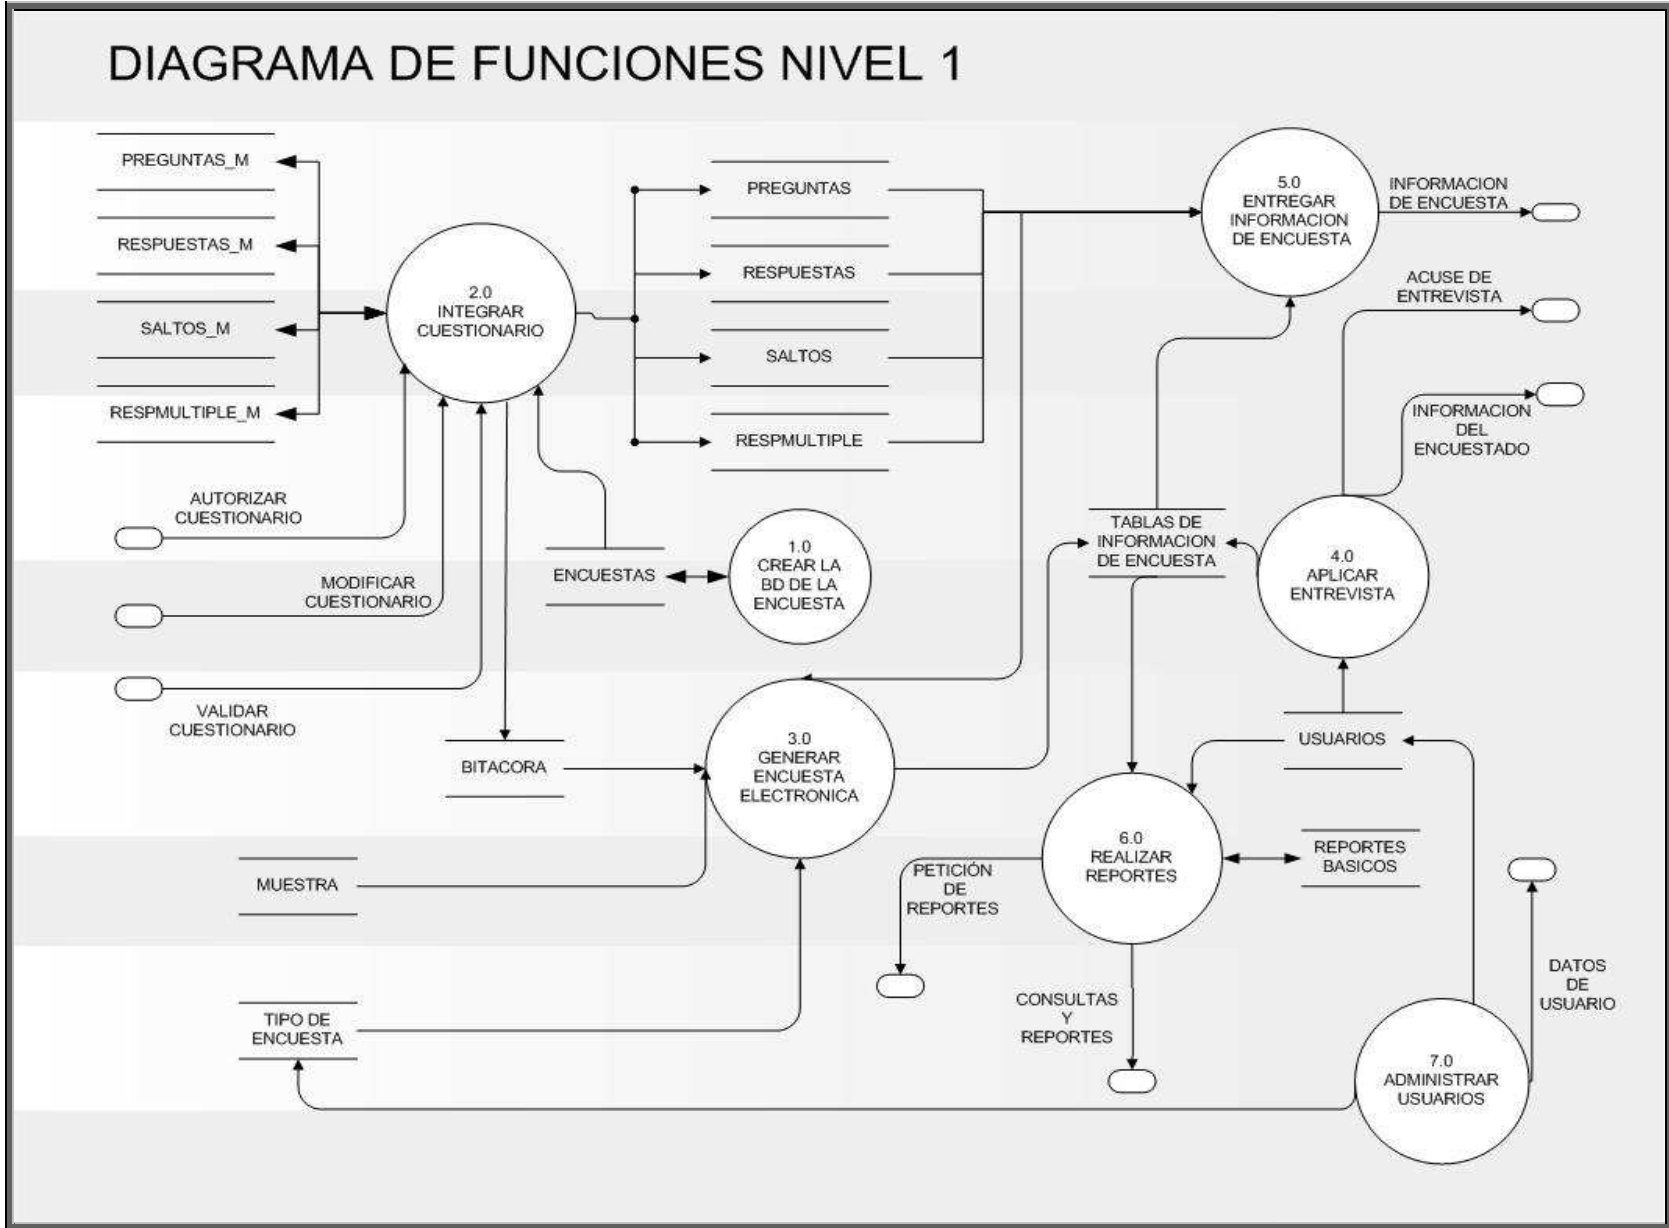 DIAGRAMA DE FUNCIONES NIVEL 1
PREGUNTAS_M
RESPUESTAS_M
SALTOS_M
RESPMULTIPLE_M
2.0
INTEGRAR
CUESTIONARIO
PREGUNTAS
RESPUESTAS
SALTOS
RESPMULTIPLE
5.0
ENTREGAR
INFORMACION
DE ENCUESTA
INFORMACION
DE ENCUESTA
ACUSE DE
ENTREVISTA
INFORMACION
DEL
ENCUESTADO
AUTORIZAR
CUESTIONARIO
MODIFICAR
CUESTIONARIO
VALIDAR
CUESTIONARIO
ENCUESTAS
1.0
CREAR LA
BD DE LA
ENCUESTA
TABLAS DE
INFORMACION
DE ENCUESTA
4.0
APLICAR
ENTREVISTA
BITACORA
3.0
GENERAR
ENCUESTA
ELECTRONICA
USUARIOS
MUESTRA
6.0
REALIZAR
REPORTES
REPORTES
BASICOS
PETICIÓN
DE
REPORTES
TIPO DE
ENCUESTA
CONSULTAS
Y
REPORTES
DATOS
DE
USUARIO
7.0
ADMINISTRAR
USUARIOS